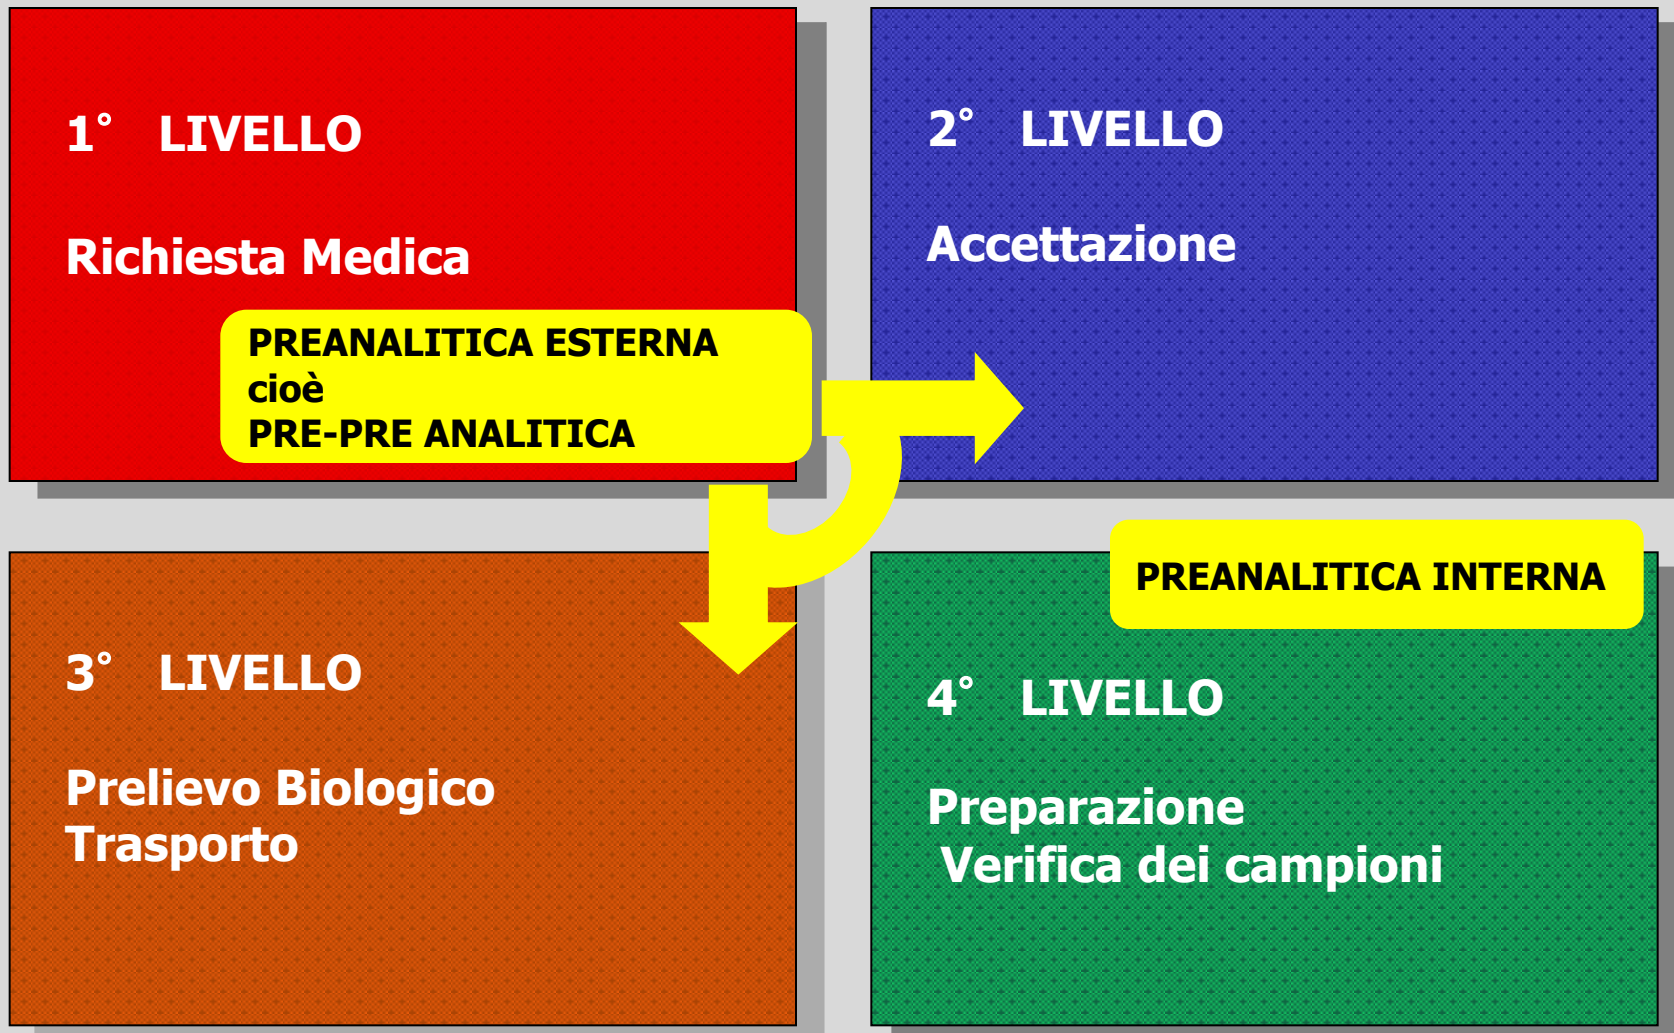 1° LIVELLO
Richiesta Medica
PREANALITICA ESTERNA
cioè
PRE-PRE ANALITICA
2° LIVELLO
Accettazione
3° LIVELLO
Prelievo Biologico
Trasporto
PREANALITICA INTERNA
4° LIVELLO
Preparazione
Verifica dei campioni